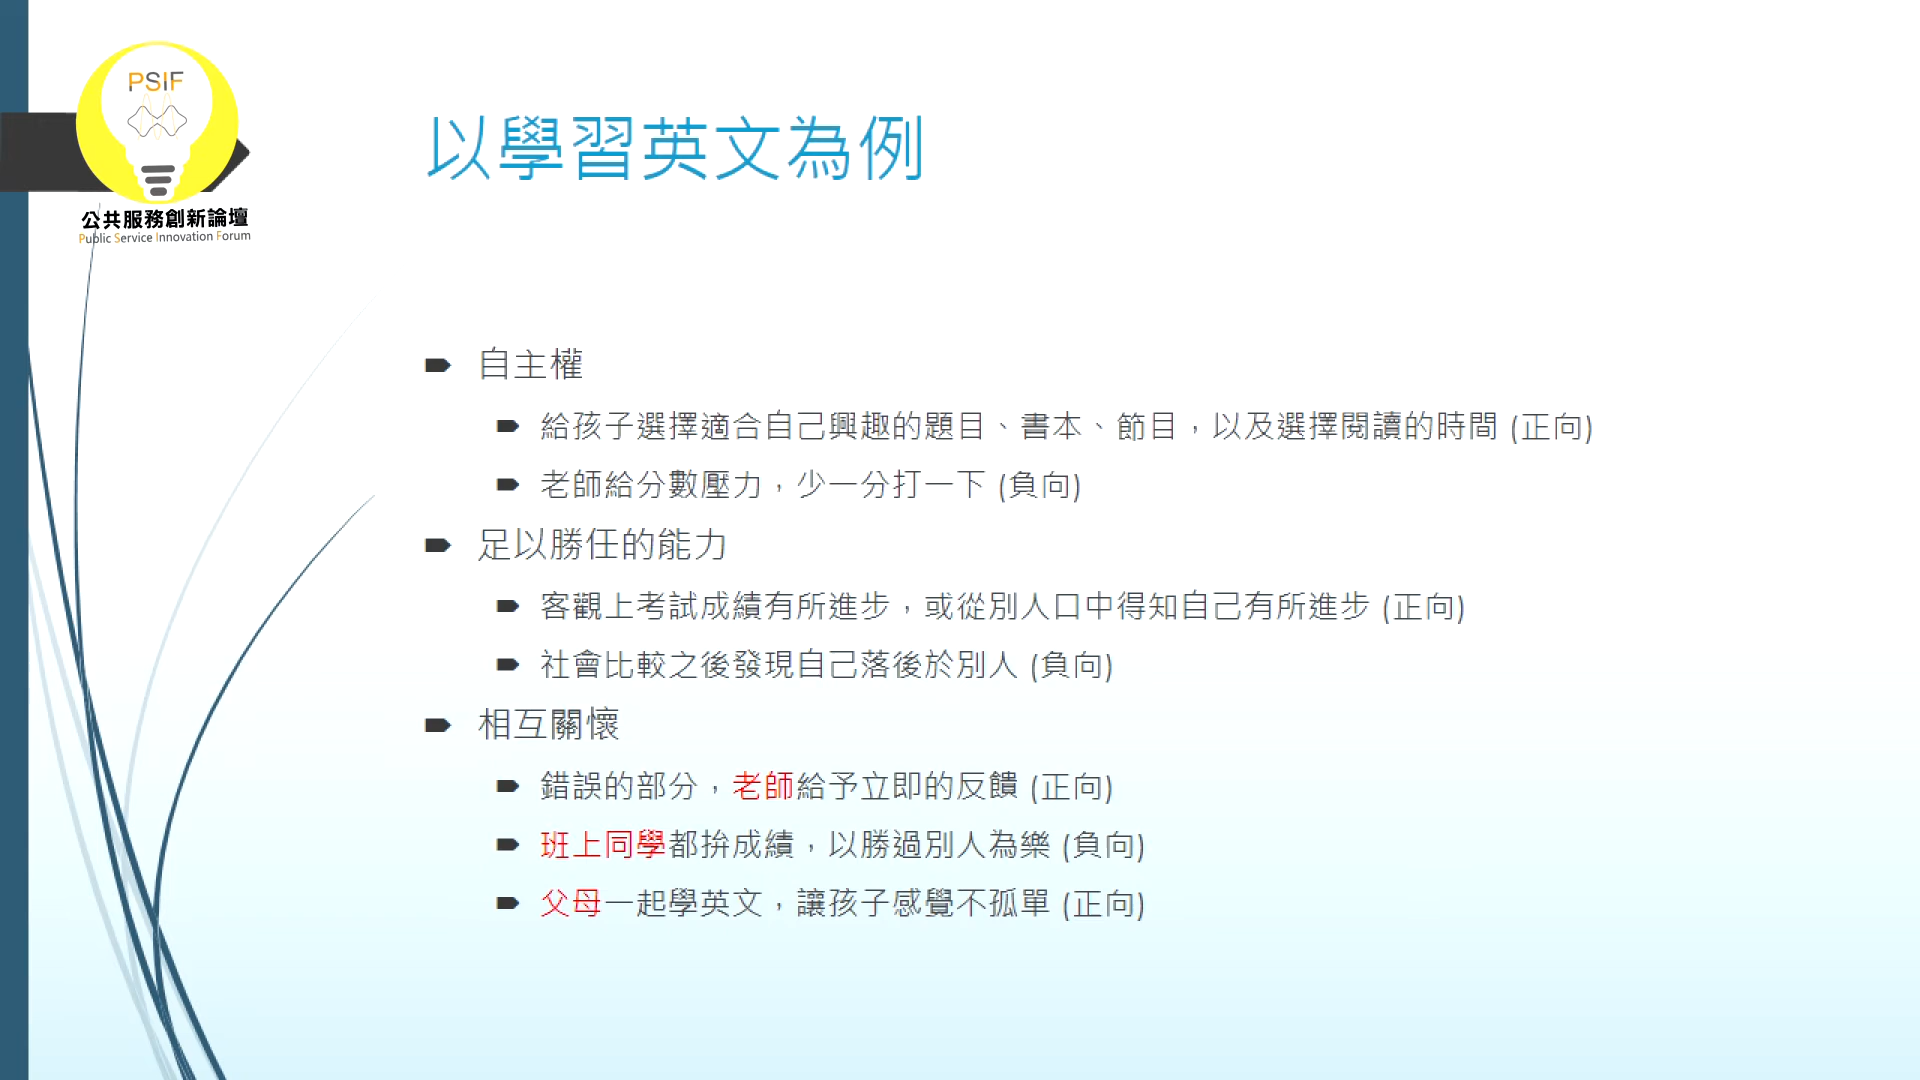 PSIF
公共服務創新論壇
Public Service Innovation Forum
以學習英文為例
自主權
給孩子選擇適合自己興趣的題目、書本、節目，以及選擇閱讀的時間 (正向)
老師給分數壓力，少一分打一下 (負向)
足以勝任的能力
客觀上考試成績有所進步，或從別人口中得知自己有所進步 (正向)
社會比較之後發現自己落後於別人 (負向)
相互關懷
錯誤的部分，老師給予立即的反饋 (正向)
班上同學都拚成績，以勝過別人為樂 (負向)
父母一起學英文，讓孩子感覺不孤單 (正向)